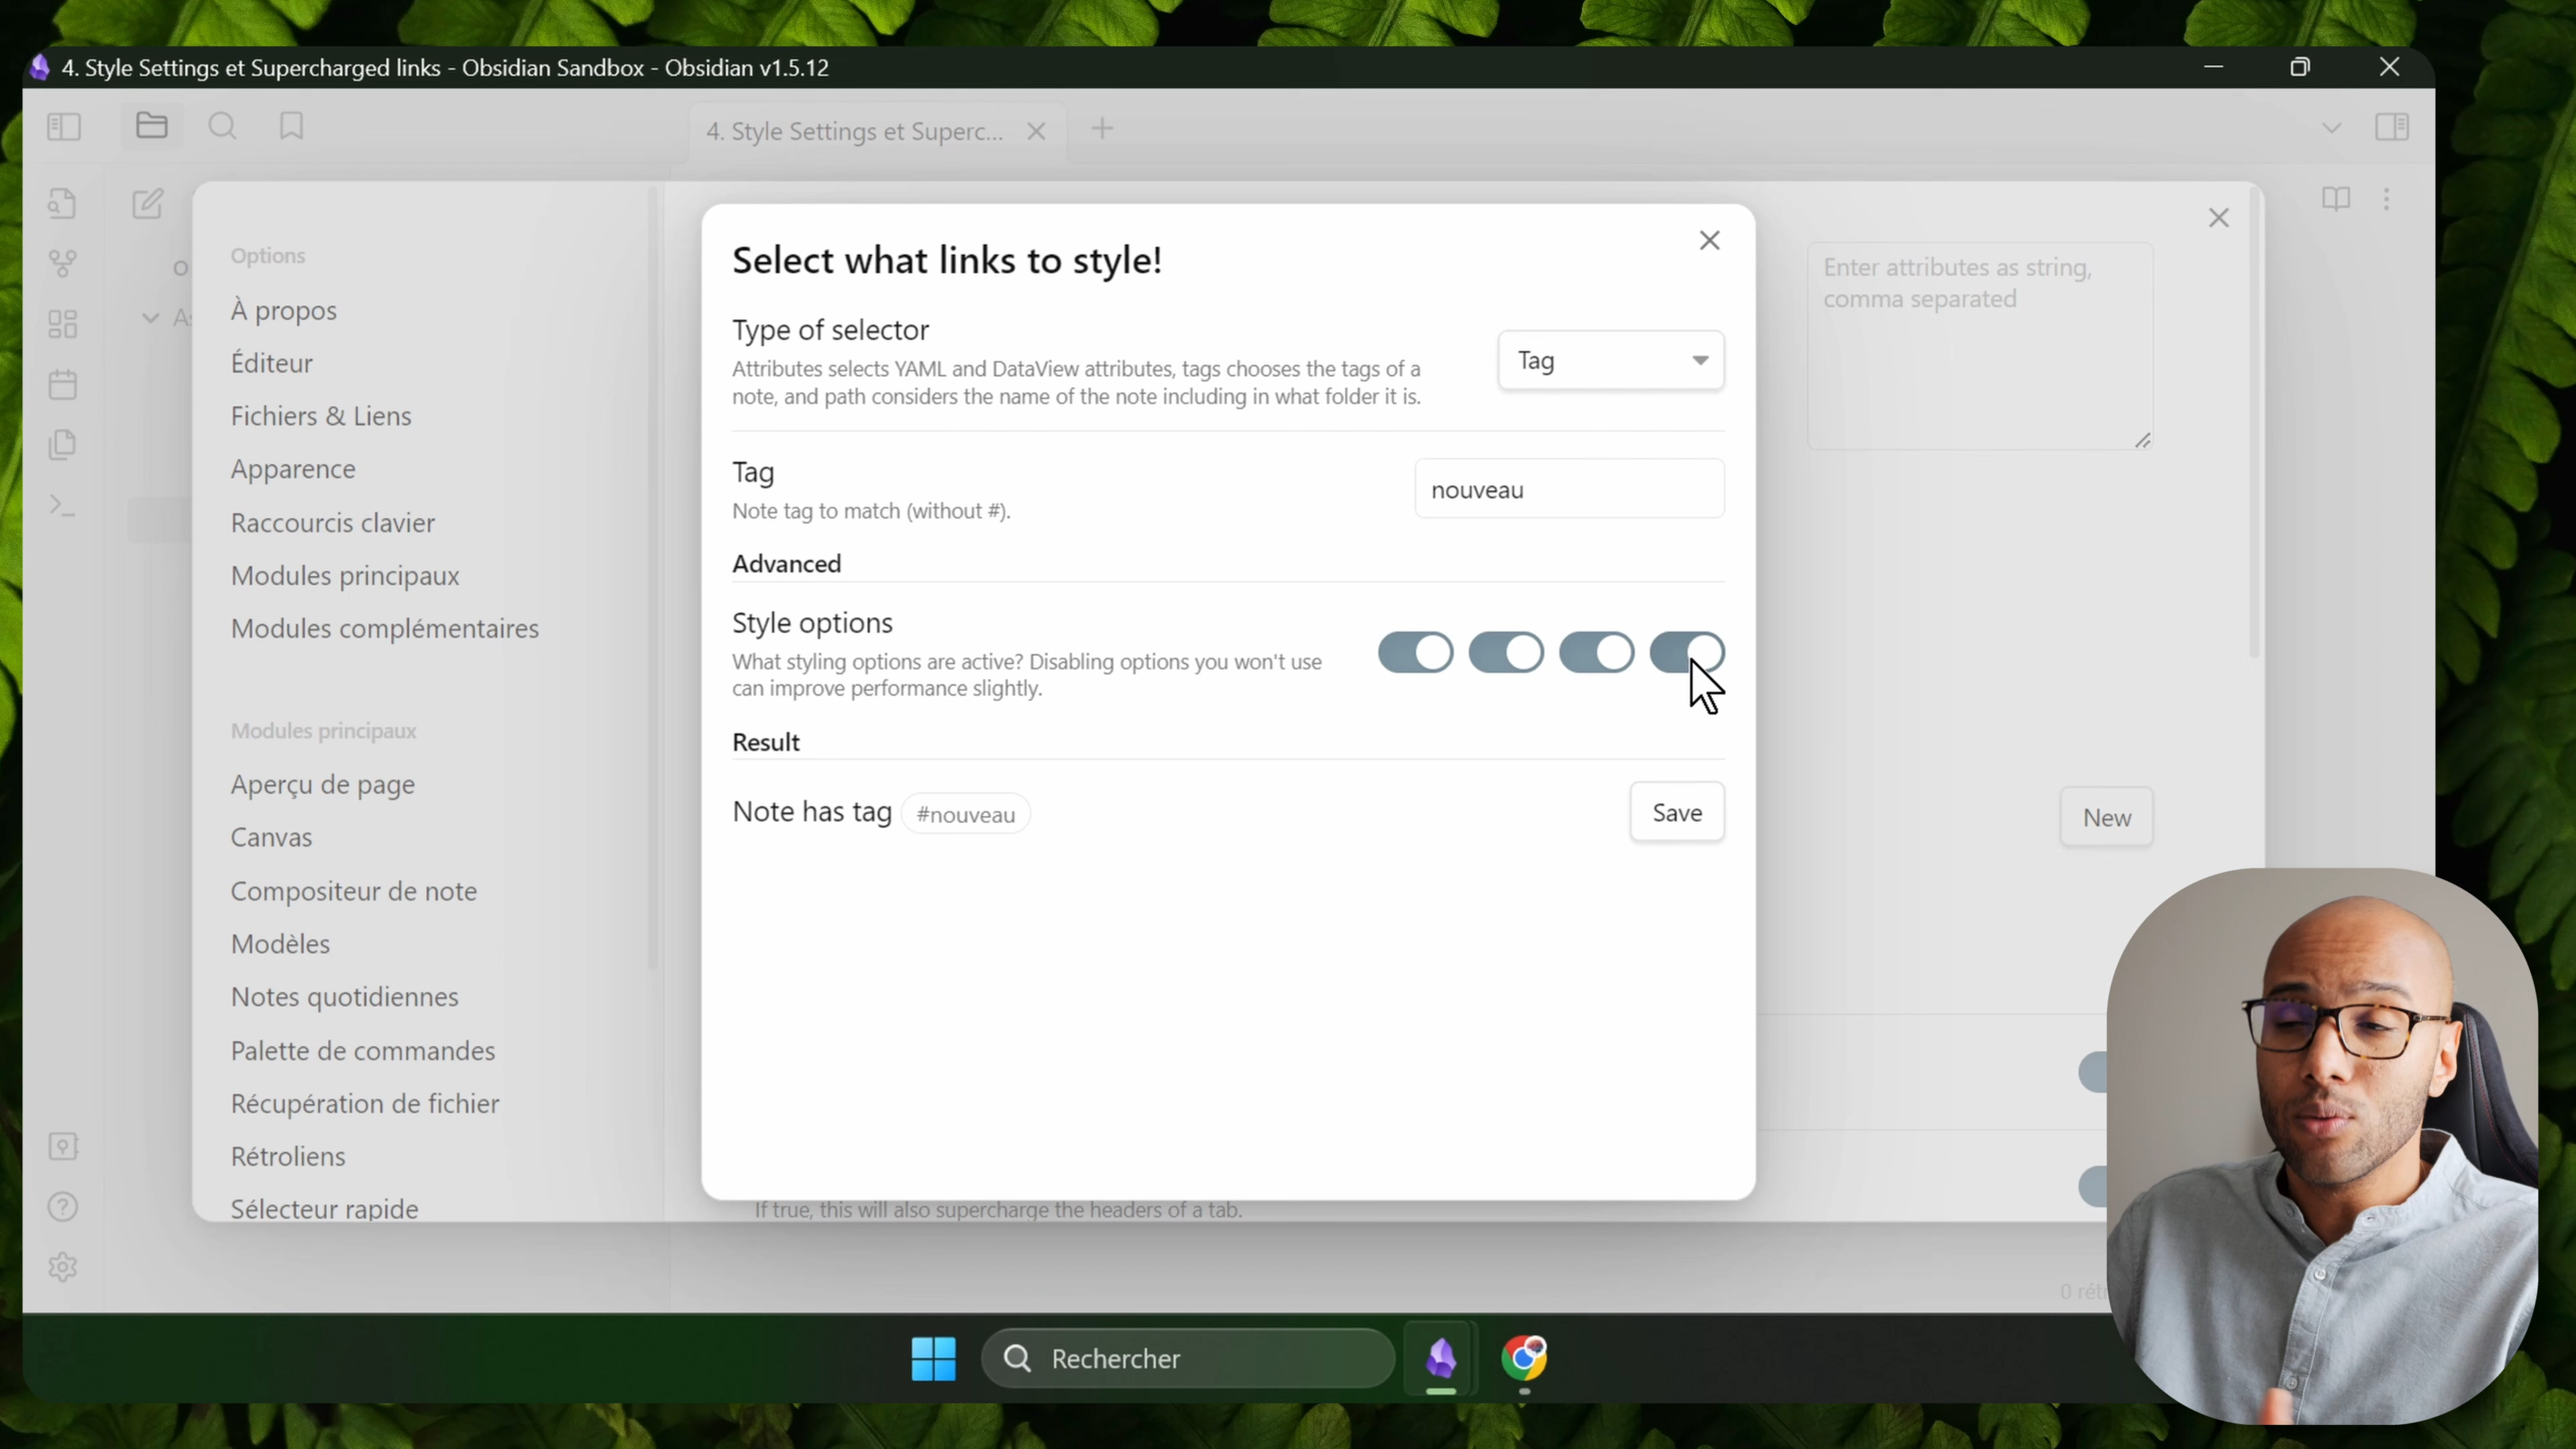 4. Style Settings et Supercharged links - Obsidian Sandbox - Obsidian v1.5.12
4. Style Settings et Superc...
Options
À propos
Éditeur
Fichiers & Liens
Apparence
Raccourcis clavier
Modules principaux
Modules complémentaires
Modules principaux
Aperçu de page
Canvas
Compositeur de note
Modèles
Notes quotidiennes
Palette de commandes
Récupération de fichier
Rétroliens
Sélecteur rapide
Select what links to style!
Type of selector
Attributes selects YAML and DataView attributes, tags chooses the tags of a
note, and path considers the name of the note including in what folder it is.
Tag
Tag
Note tag to match (without #).
nouveau
Advanced
Style options
What styling options are active? Disabling options you won't use
can improve performance slightly.
Result
Note has tag #nouveau
Save
Enter attributes as string,
comma separated
New
If true, this will also supercharge the headers of a tab.
Rechercher